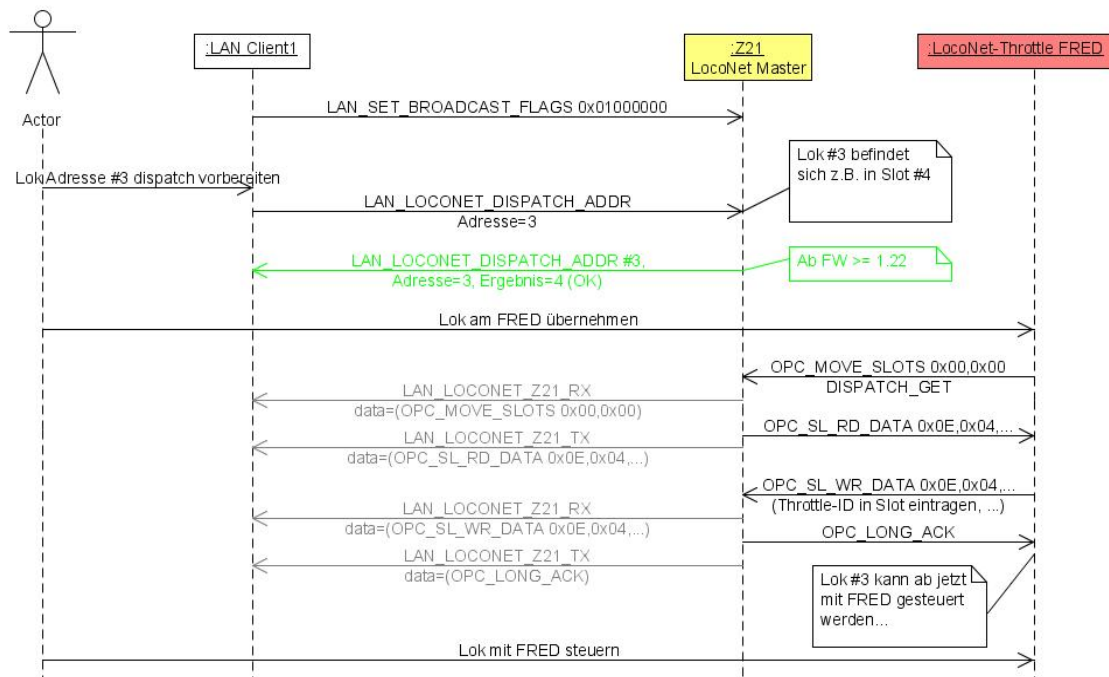 :LAN Client1
:Z21
LocoNet Master
:LocoNet-Throttle FRED
Actor
LAN_SET_BROADCAST_FLAGS 0x01000000
Lok #3 befindet
sich z.B. in Slot #4
Lok Adresse #3 dispatch vorbereiten
LAN_LOCONET_DISPATCH_ADDR
Adresse=3
LAN_LOCONET_DISPATCH_ADDR #3,
Adresse=3, Ergebnis=4 (OK)
Ab FW >= 1.22
Lok am FRED übernehmen
OPC_MOVE_SLOTS 0x00,0x00
DISPATCH_GET
LAN_LOCONET_Z21_RX
data=(OPC_MOVE_SLOTS 0x00,0x00)
OPC_SL_RD_DATA 0x0E,0x04,...
LAN_LOCONET_Z21_TX
data=(OPC_SL_RD_DATA 0x0E,0x04,...)
OPC_SL_WR_DATA 0x0E,0x04,...
(Throttle-ID in Slot eintragen, ...)
LAN_LOCONET_Z21_RX
data=(OPC_SL_WR_DATA 0x0E,0x04,...)
OPC_LONG_ACK
LAN_LOCONET_Z21_TX
data=(OPC_LONG_ACK)
Lok #3 kann ab jetzt
mit FRED gesteuert
werden...
Lok mit FRED steuern